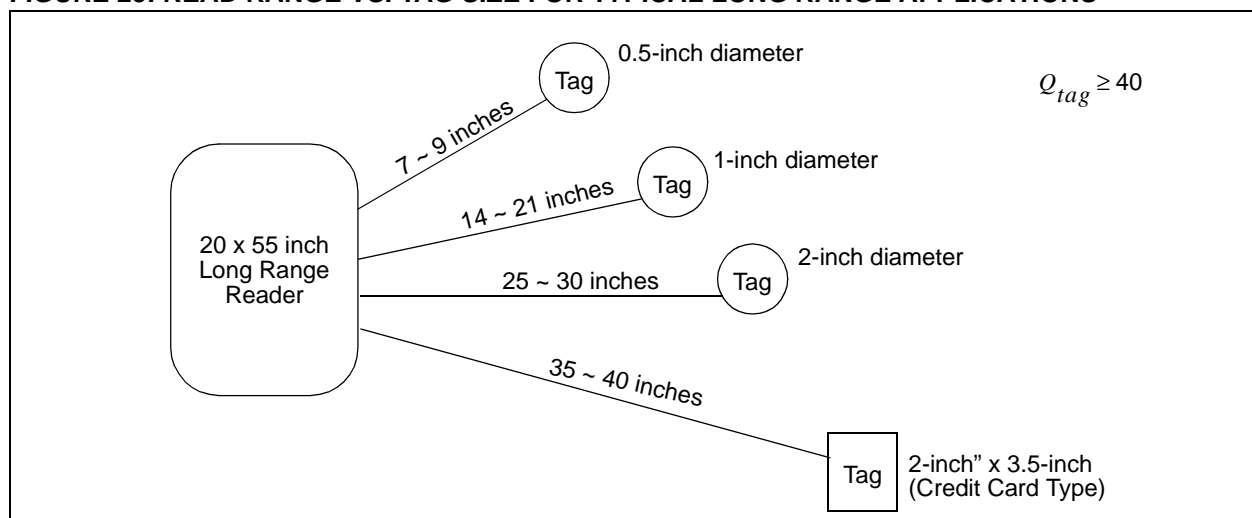 FIGURE READ RANGE VS. TAG SIZE FOR TYPICAL LONG RANGE APPLICATIONS
0.5-inch diameter
Tag
Q_tag ≥ 40
7 ~ 9 inches
1-inch diameter
Tag
14 ~ 21 inches
20 x 55 inch
Long Range
Reader
2-inch diameter
Tag
25 ~ 30 inches
35 ~ 40 inches
Tag
2-inch” x 3.5-inch
(Credit Card Type)